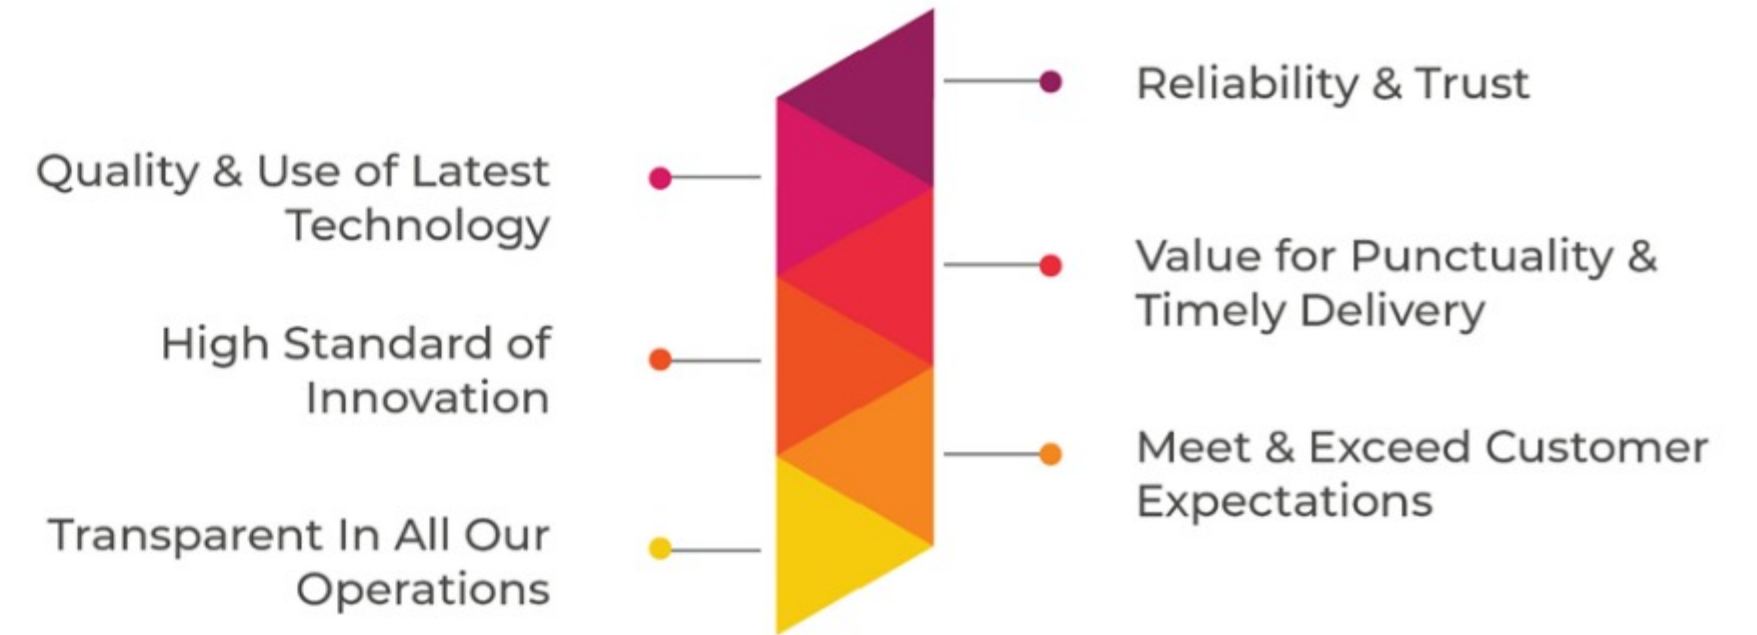 Reliability & Trust
Quality & Use of Latest
Technology
Value for Punctuality &
Timely Delivery
High Standard of
Innovation
Meet & Exceed Customer
Expectations
Transparent In All Our
Operations